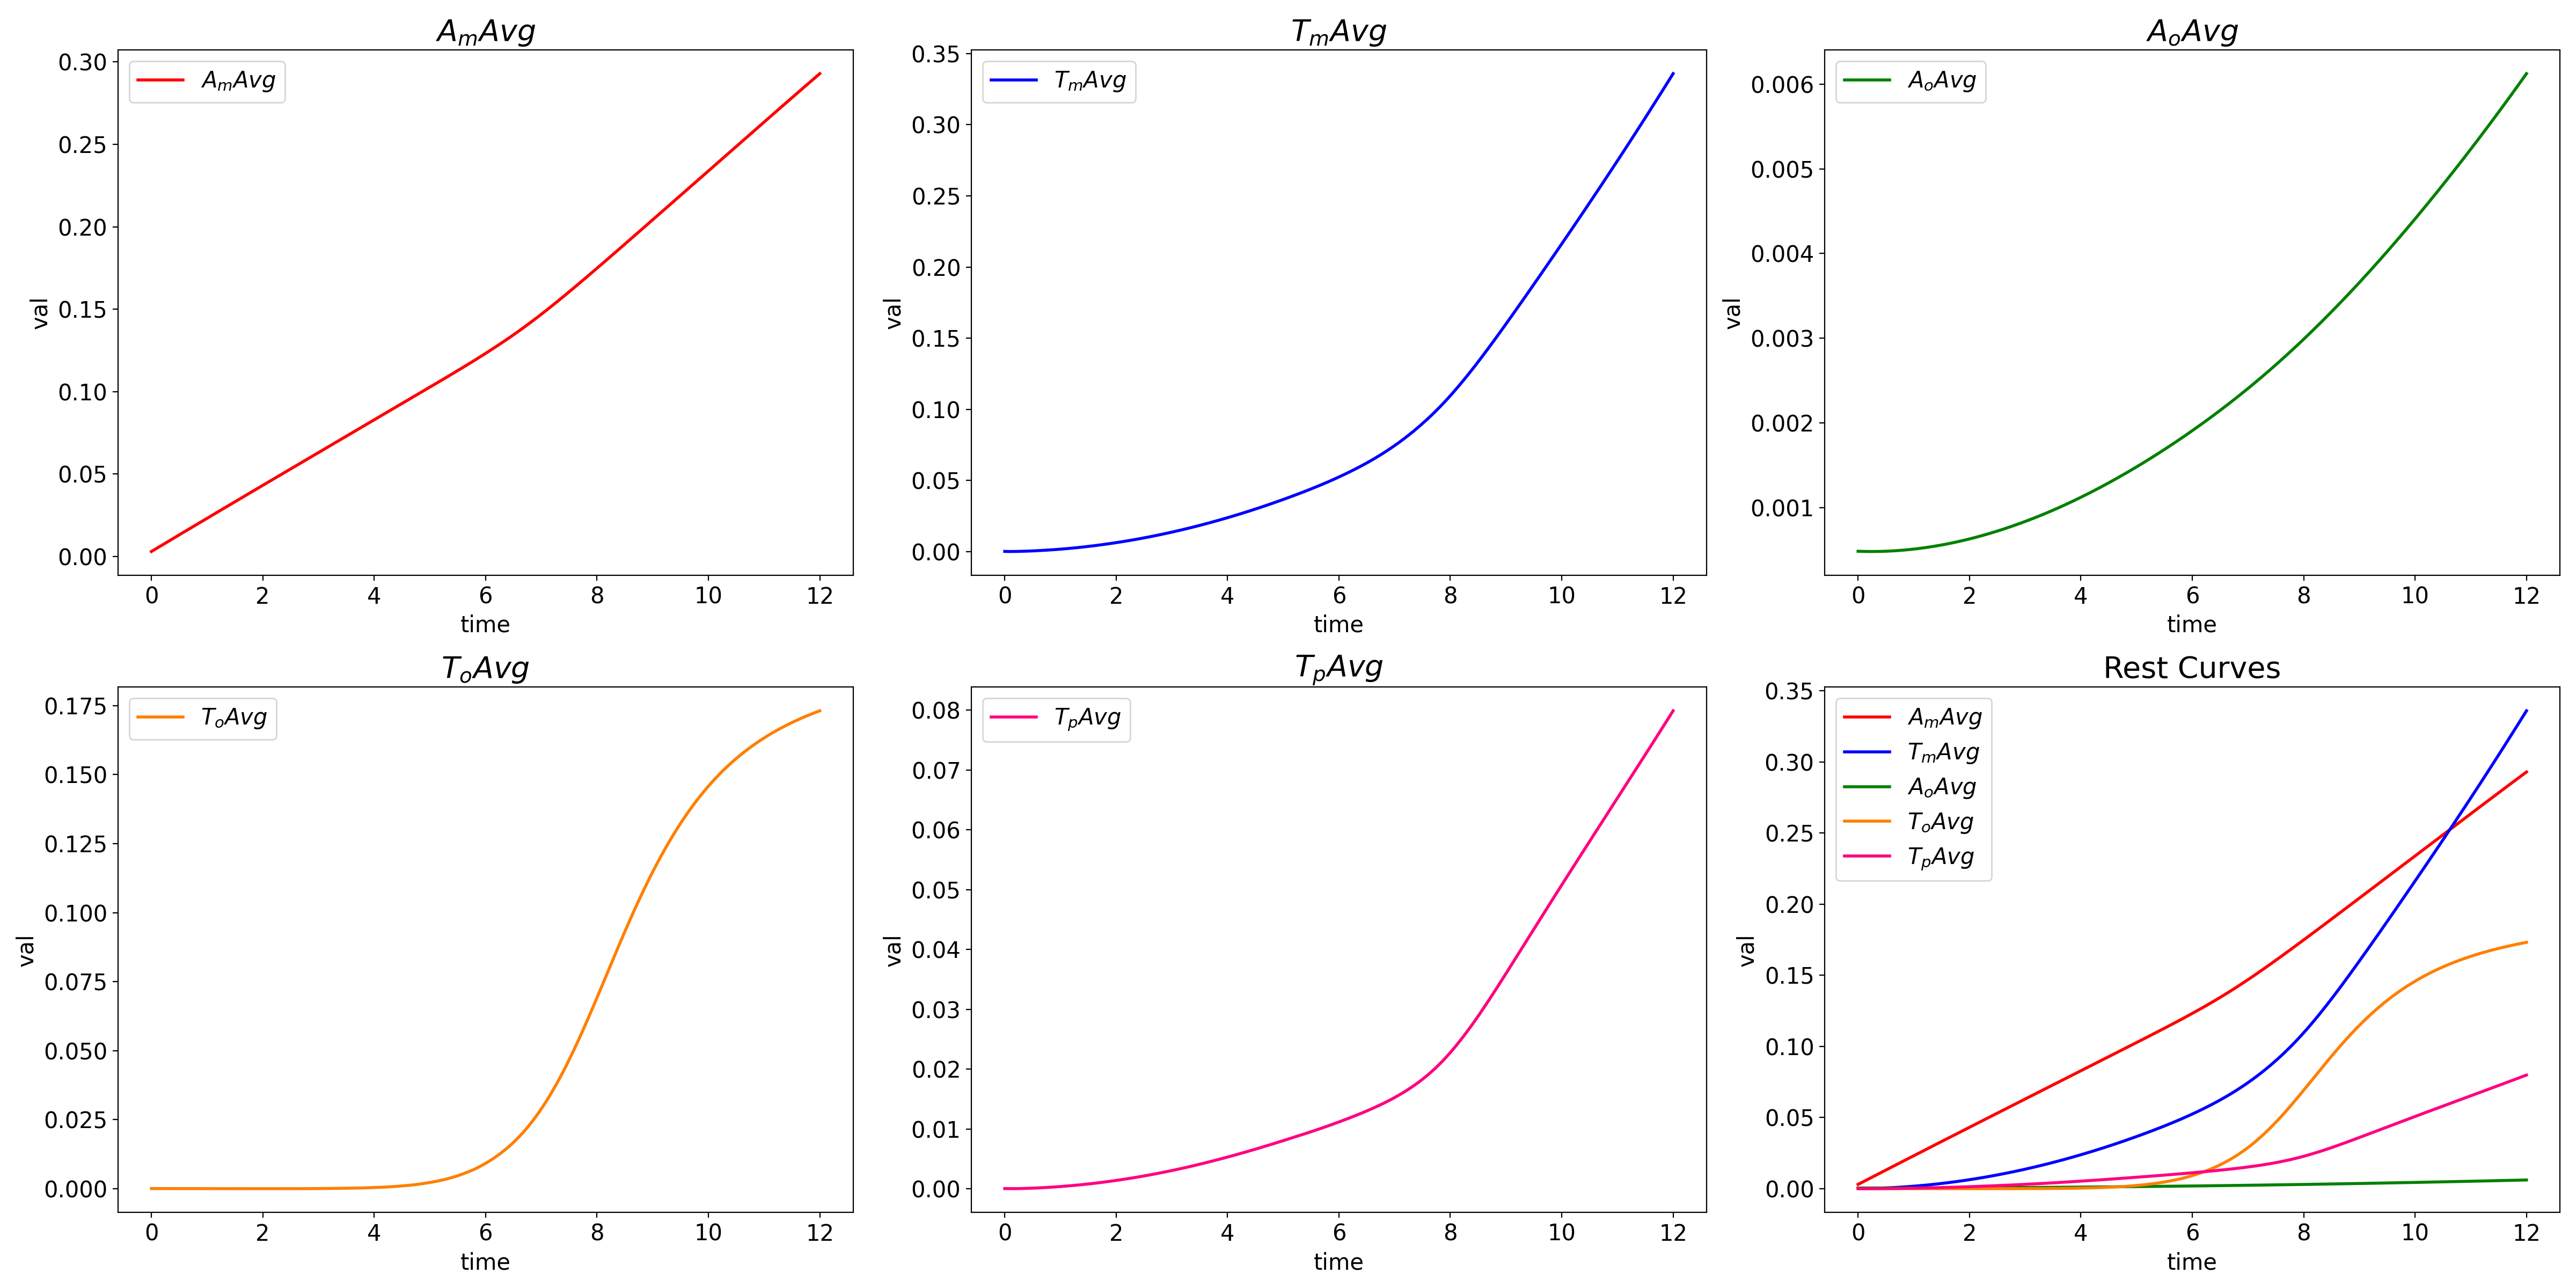 A_mAvg
A_mAvg
0.30
0.25
0.20
0.15
0.10
0.05
0.00
val
0 2 4 6 8 10 12
time
T_mAvg
T_mAvg
0.35
0.30
0.25
0.20
0.15
0.10
0.05
0.00
val
0 2 4 6 8 10 12
time
A_oAvg
A_oAvg
0.006
0.005
0.004
0.003
0.002
0.001
val
0 2 4 6 8 10 12
time
T_oAvg
T_oAvg
0.175
0.150
0.125
0.100
0.075
0.050
0.025
0.000
val
0 2 4 6 8 10 12
time
T_pAvg
T_pAvg
0.08
0.07
0.06
0.05
0.04
0.03
0.02
0.01
0.00
val
0 2 4 6 8 10 12
time
Rest Curves
A_mAvg
T_mAvg
A_oAvg
T_oAvg
T_pAvg
0.35
0.30
0.25
0.20
0.15
0.10
0.05
0.00
val
0 2 4 6 8 10 12
time